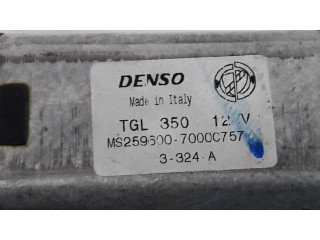 DENSO
Made in Italy
TGL 350 12 V
MS259600-7000C757
3-324-A